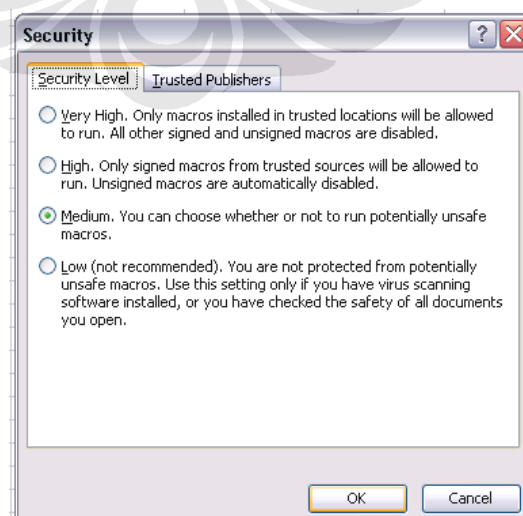 Security
Security Level
Trusted Publishers
Very High. Only macros installed in trusted locations will be allowed
to run. All other signed and unsigned macros are disabled.
High. Only signed macros from trusted sources will be allowed to
run. Unsigned macros are automatically disabled.
Medium. You can choose whether or not to run potentially unsafe
macros.
Low (not recommended). You are not protected from potentially
unsafe macros. Use this setting only if you have virus scanning
software installed, or you have checked the safety of all documents
you open.
OK
Cancel